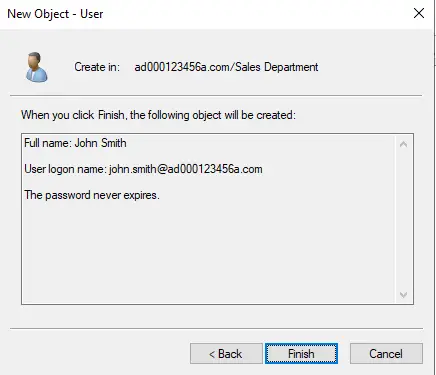 New Object - User
Create in: ad000123456a.com/Sales Department
When you click Finish, the following object will be created:
Full name: John Smith
User logon name: john.smith@ad000123456a.com
The password never expires.
< Back Finish Cancel